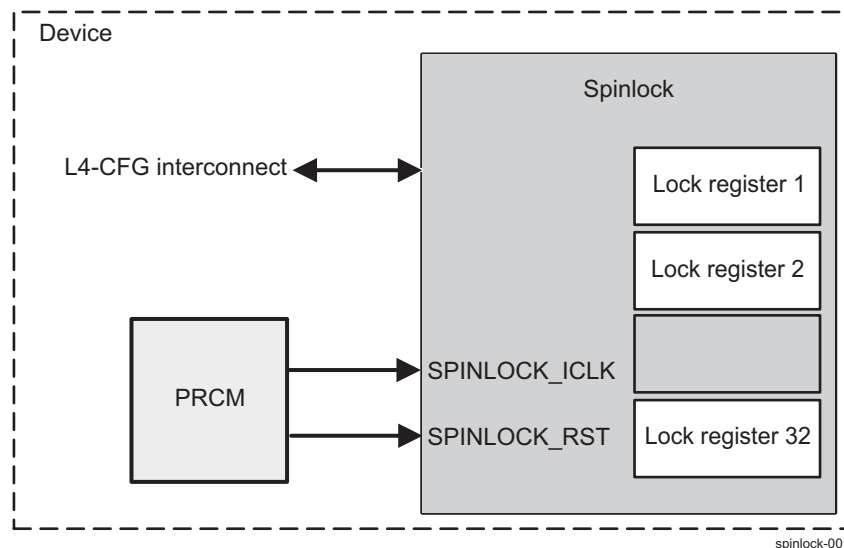 Device
Spinlock
L4-CFG interconnect
Lock register 1
Lock register 2
SPINLOCK_ICLK
PRCM
SPINLOCK_RST
Lock register 32
spinlock-00